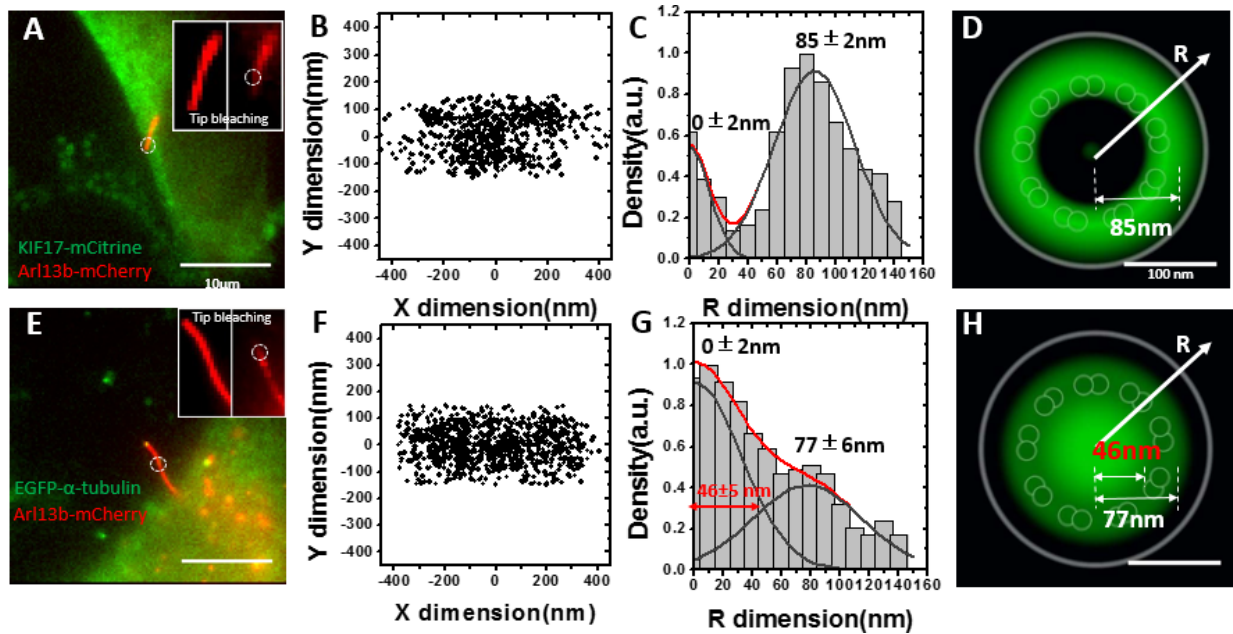 A
Tip bleaching
KIF17-mCitrine
Arl13b-mCherry
10μm
B
Y dimension(nm)
400
300
200
100
0
-100
-200
-300
-400
-400 -200 0 200 400
X dimension(nm)
C
Density(a.u.)
1.2
1.0
0.8
0.6
0.4
0.2
0.0
85 ± 2nm
0 ± 2nm
0 20 40 60 80 100 120 140 160
R dimension(nm)
D
R
85nm
100 nm
E
Tip bleaching
EGFP-α-tubulin
Arl13b-mCherry
F
Y dimension(nm)
400
300
200
100
0
-100
-200
-300
-400
-400 -200 0 200 400
X dimension(nm)
G
Density(a.u.)
1.2
1.0
0.8
0.6
0.4
0.2
0.0
0 ± 2nm
77 ± 6nm
46±5 nm
0 20 40 60 80 100 120 140 160
R dimension(nm)
H
R
46nm
77nm